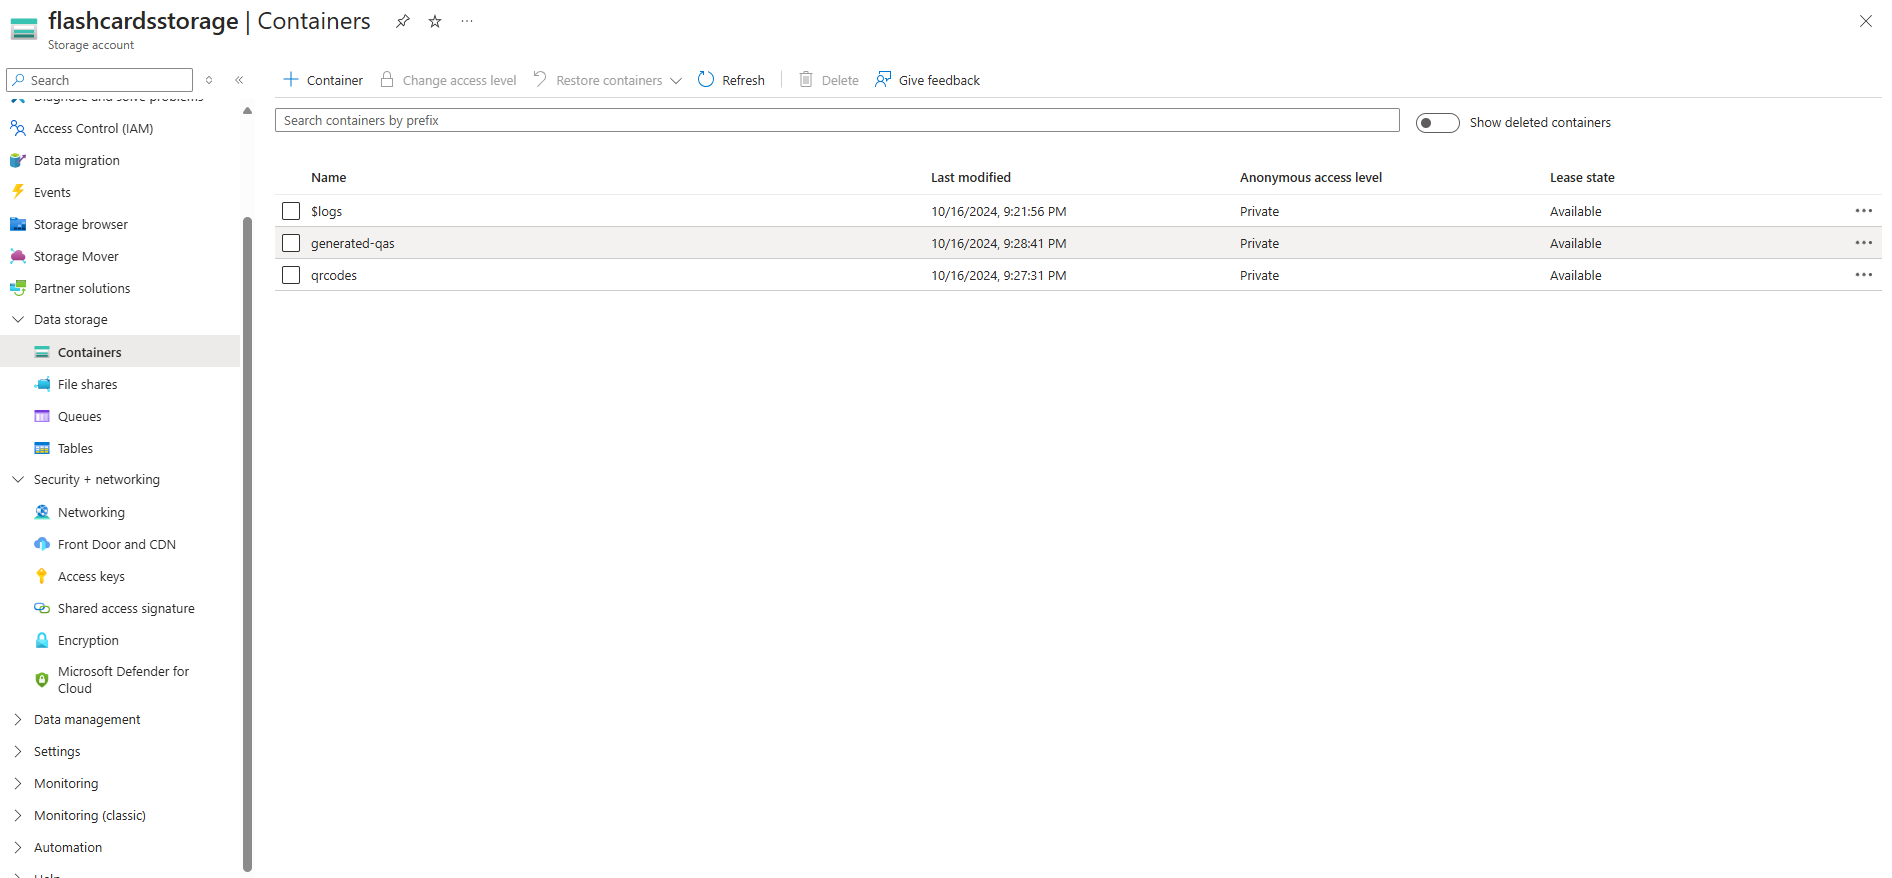 flashcardsstorage | Containers
Storage account
Search
Diagnose and solve problems
Access Control (IAM)
Data migration
Events
Storage browser
Storage Mover
Partner solutions
Data storage
Containers
File shares
Queues
Tables
Security + networking
Networking
Front Door and CDN
Access keys
Shared access signature
Encryption
Microsoft Defender for
Cloud
Data management
Settings
Monitoring
Monitoring (classic)
Automation
Help
Container Change access level Restore containers Refresh Delete Give feedback
Search containers by prefix
Show deleted containers
Name Last modified Anonymous access level Lease state
$logs 10/16/2024, 9:21:56 PM Private Available
generated-qas 10/16/2024, 9:28:41 PM Private Available
qrcodes 10/16/2024, 9:27:31 PM Private Available